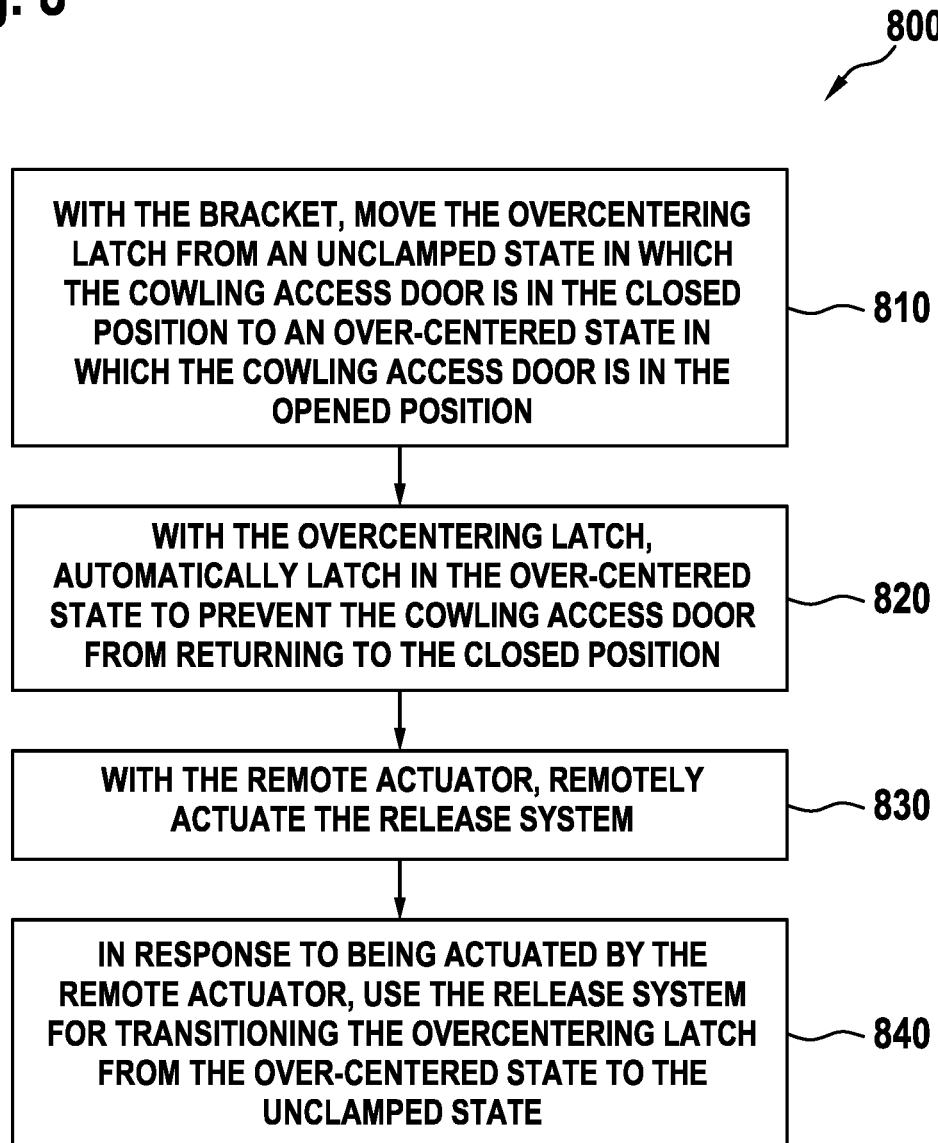 800
WITH THE BRACKET, MOVE THE OVERCENTERING
LATCH FROM AN UNCLAMPED STATE IN WHICH
THE COWLING ACCESS DOOR IS IN THE CLOSED
POSITION TO AN OVER-CENTERED STATE IN
WHICH THE COWLING ACCESS DOOR IS IN THE
OPENED POSITION
810
WITH THE OVERCENTERING LATCH,
AUTOMATICALLY LATCH IN THE OVER-CENTERED
STATE TO PREVENT THE COWLING ACCESS DOOR
FROM RETURNING TO THE CLOSED POSITION
820
WITH THE REMOTE ACTUATOR, REMOTELY
ACTUATE THE RELEASE SYSTEM
830
IN RESPONSE TO BEING ACTUATED BY THE
REMOTE ACTUATOR, USE THE RELEASE SYSTEM
FOR TRANSITIONING THE OVERCENTERING LATCH
FROM THE OVER-CENTERED STATE TO THE
UNCLAMPED STATE
840